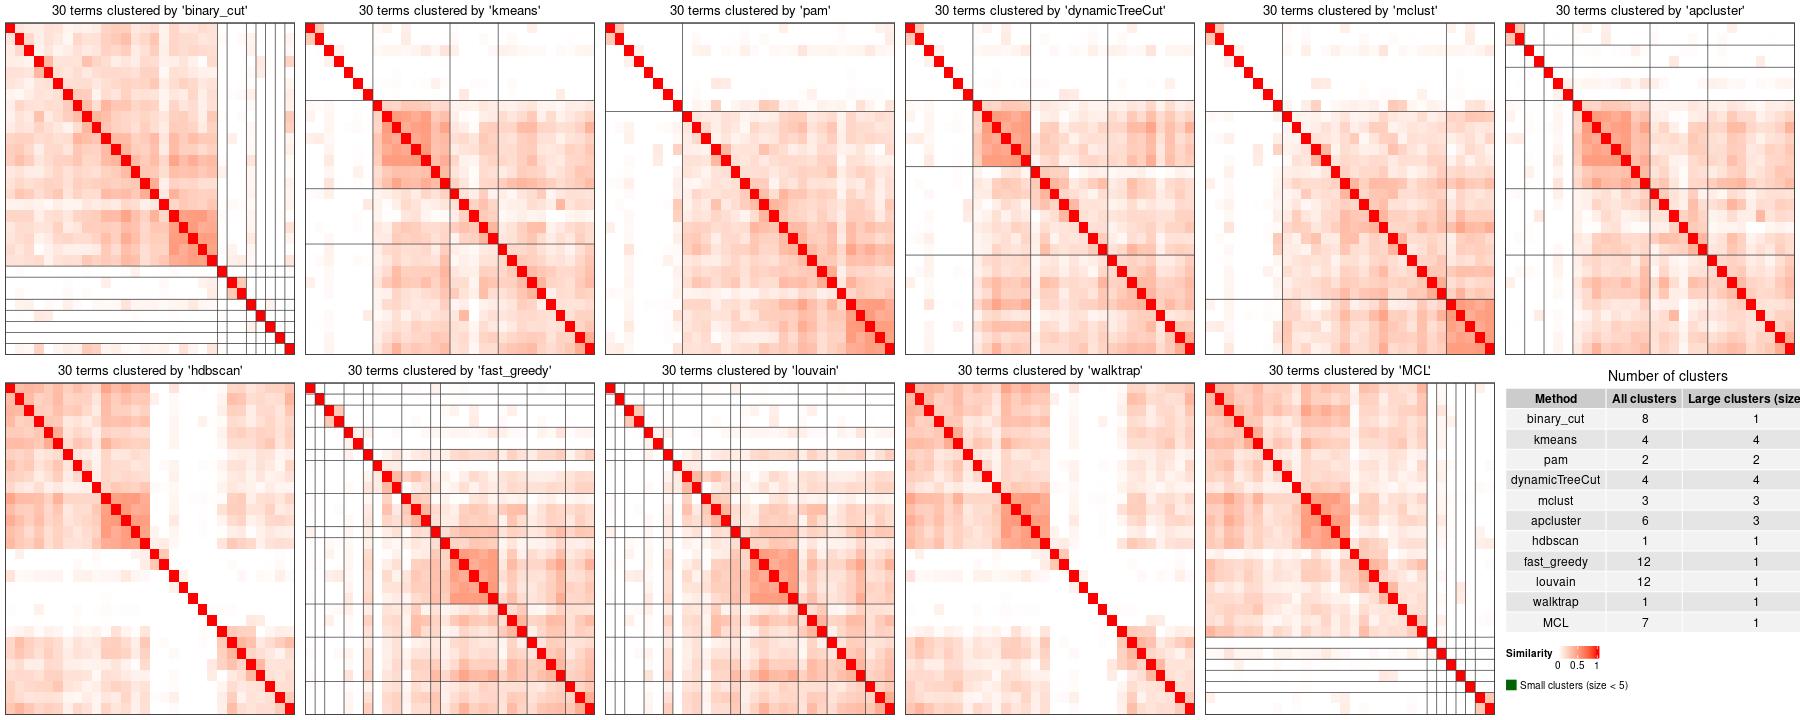 30 terms clustered by 'binary_cut'
30 terms clustered by 'kmeans'
30 terms clustered by 'pam'
30 terms clustered by 'dynamicTreeCut'
30 terms clustered by 'mclust'
30 terms clustered by 'apcluster'
30 terms clustered by 'hdbscan'
30 terms clustered by 'fast_greedy'
30 terms clustered by 'louvain'
30 terms clustered by 'walktrap'
30 terms clustered by 'MCL'
Number of clusters
Method All clusters Large clusters (size
binary_cut 8 1
kmeans 4 4
pam 2 2
dynamicTreeCut 4 4
mclust 3 3
apcluster 6 3
hdbscan 1 1
fast_greedy 12 1
louvain 12 1
walktrap 1 1
MCL 7 1
Similarity
0 0.5 1
Small clusters (size < 5)